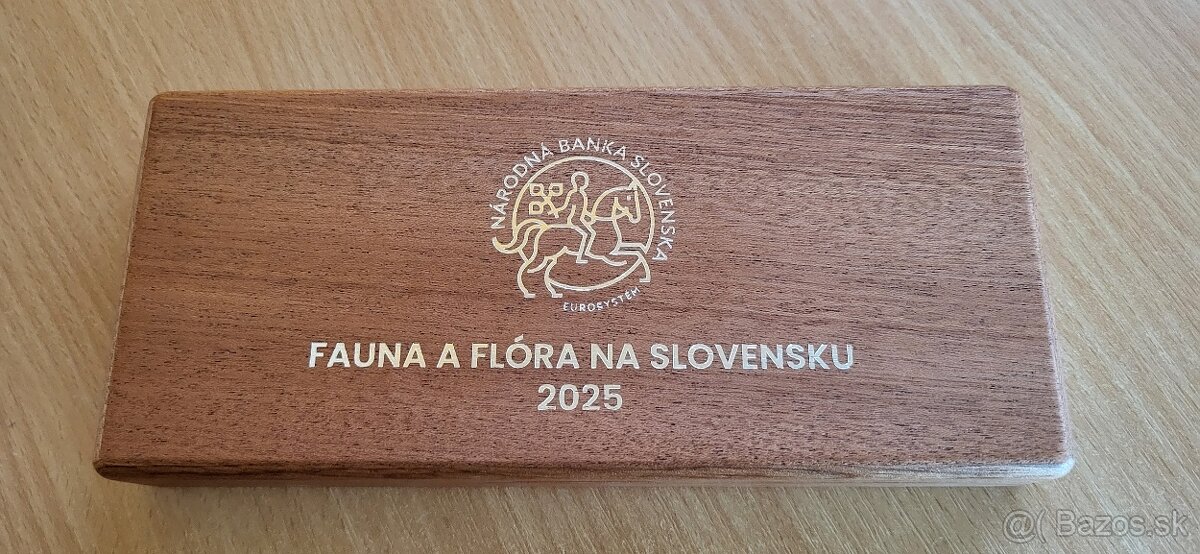 NÁRODNÁ BANKA SLOVENSKA
EUROSYSTÉM
FAUNA A FLÓRA NA SLOVENSKU
2025
@( Bazos.sk